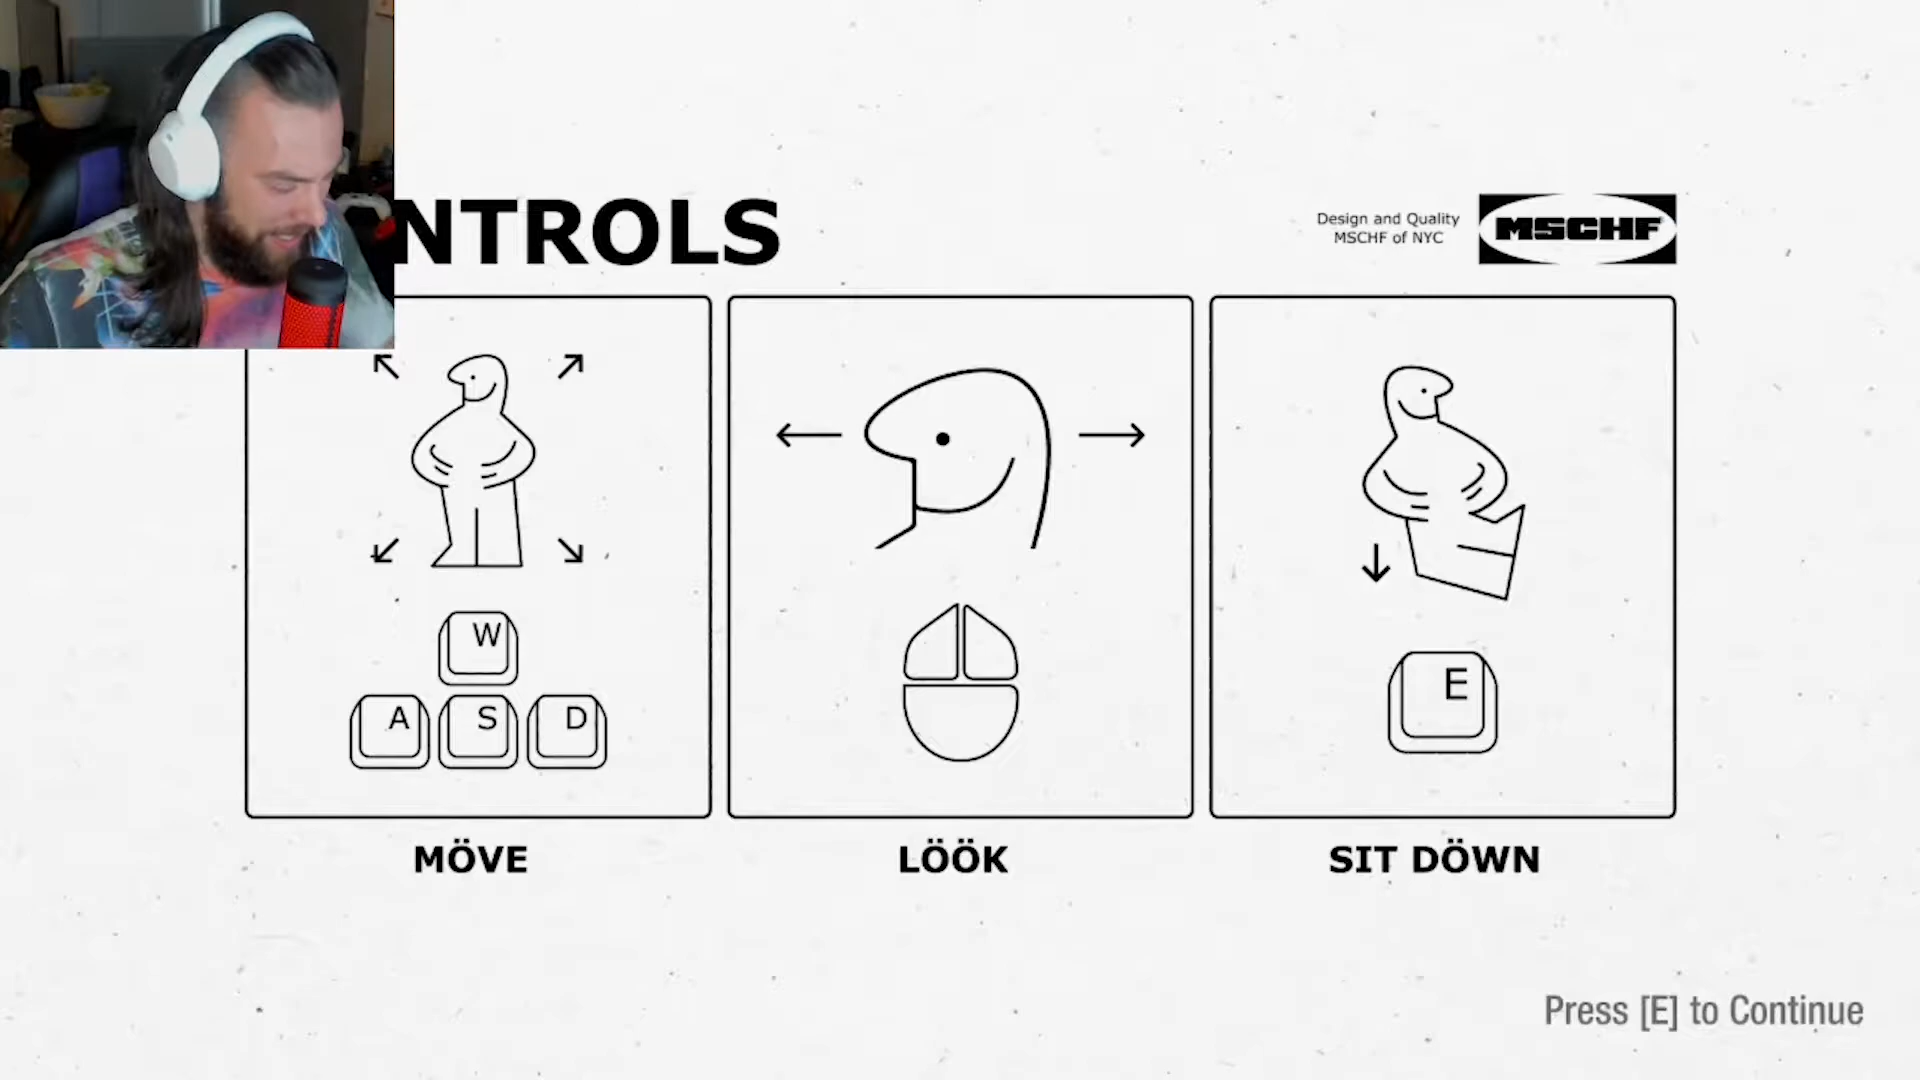 NTROLS
Design and Quality
MSCHF of NYC
MSCHF
W
A S D
E
MÖVE
LÖÖK
SIT DÖWN
Press [E] to Continue